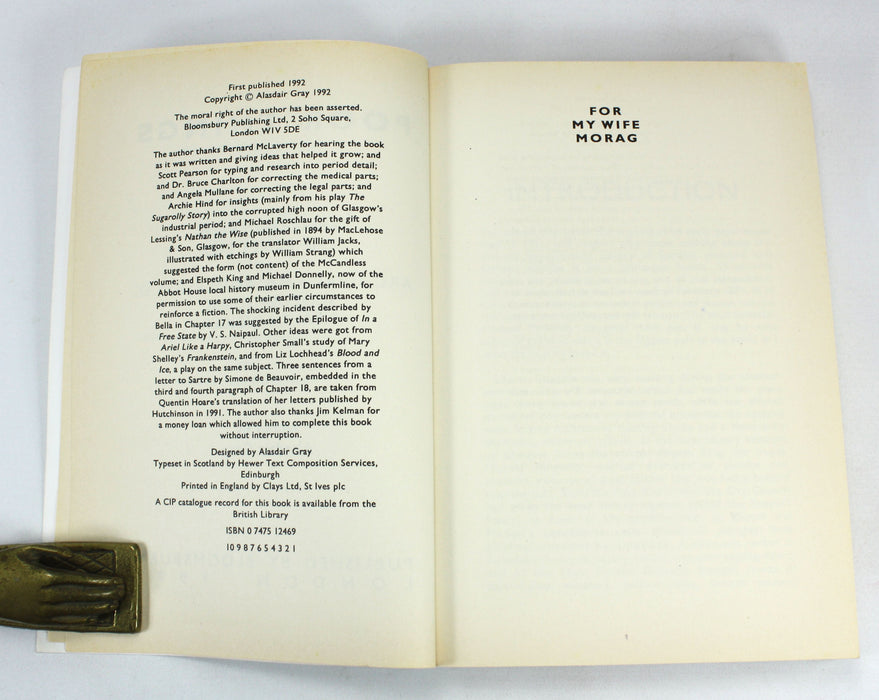 First published 1992
Copyright © Alasdair Gray 1992
The moral right of the author has been asserted.
Bloomsbury Publishing Ltd, 2 Soho Square,
London W1V 5DE
The author thanks Bernard McLaverty for hearing the book
as it was written and giving ideas that helped it grow; and
Scott Pearson for typing and research into period detail;
and Dr. Bruce Charlton for correcting the medical parts;
and Angela Mullane for correcting the legal parts; and
Archie Hind for insights (mainly from his play The
Sugarolly Story) into the corrupted high noon of Glasgow's
industrial period; and Michael Roschlau for the gift of
Lessing's Nathan the Wise (published in 1894 by MacLehose
& Son, Glasgow, for the translator William Jacks,
illustrated with etchings by William Strang) which
suggested the form (not content) of the McCandless
volume; and Elspeth King and Michael Donnelly, now of the
Abbot House local history museum in Dunfermline, for
permission to use some of their earlier circumstances to
reinforce a fiction. The shocking incident described by
Bella in Chapter 17 was suggested by the Epilogue of In a
Free State by V. S. Naipaul. Other ideas were got from
Ariel Like a Harpy, Christopher Small's study of Mary
Shelley's Frankenstein, and from Liz Lochhead's Blood and
Ice, a play on the same subject. Three sentences from a
letter to Sartre by Simone de Beauvoir, embedded in the
third and fourth paragraph of Chapter 18, are taken from
Quentin Hoare's translation of her letters published by
Hutchinson in 1991. The author also thanks Jim Kelman for
a money loan which allowed him to complete this book
without interruption.
Designed by Alasdair Gray
Typeset in Scotland by Hewer Text Composition Services,
Edinburgh
Printed in England by Clays Ltd, St Ives plc
A CIP catalogue record for this book is available from the
British Library
ISBN 0 7475 12469
10 9 8 7 6 5 4 3 2 1
FOR
MY WIFE
MORAG